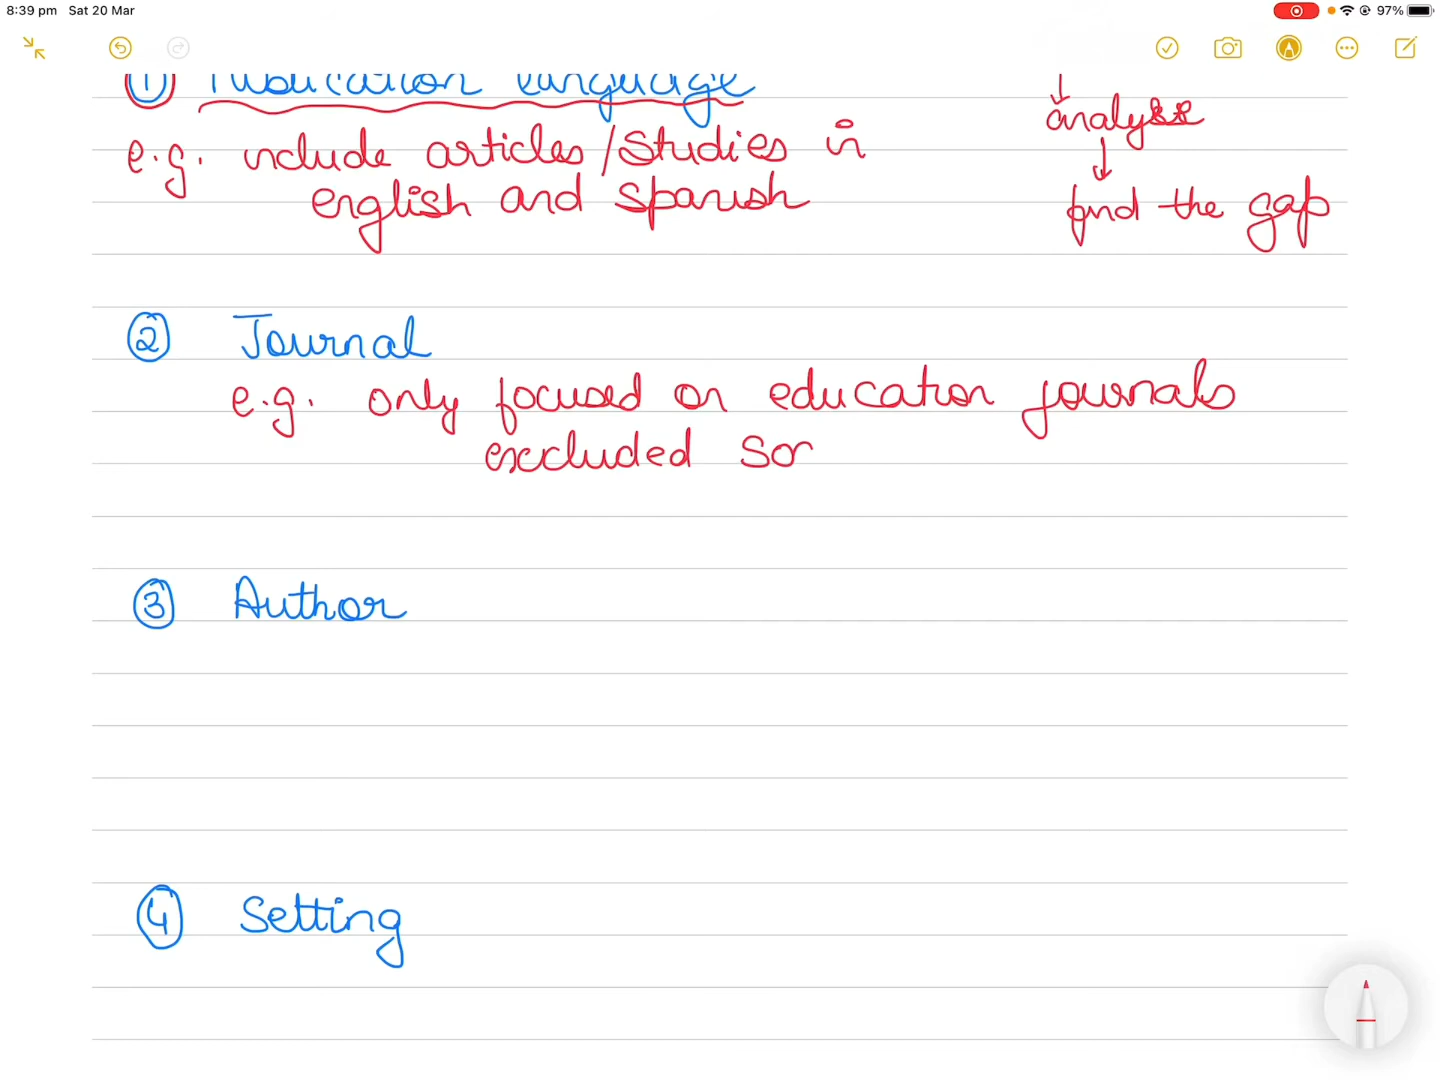 8:39 pm Sat 20 Mar 97%
① Publication language
e.g. include articles/studies in
english and spanish
analyse
find the gap
② Journal
e.g. only focused on education journals
excluded sor
③ Author
④ Setting